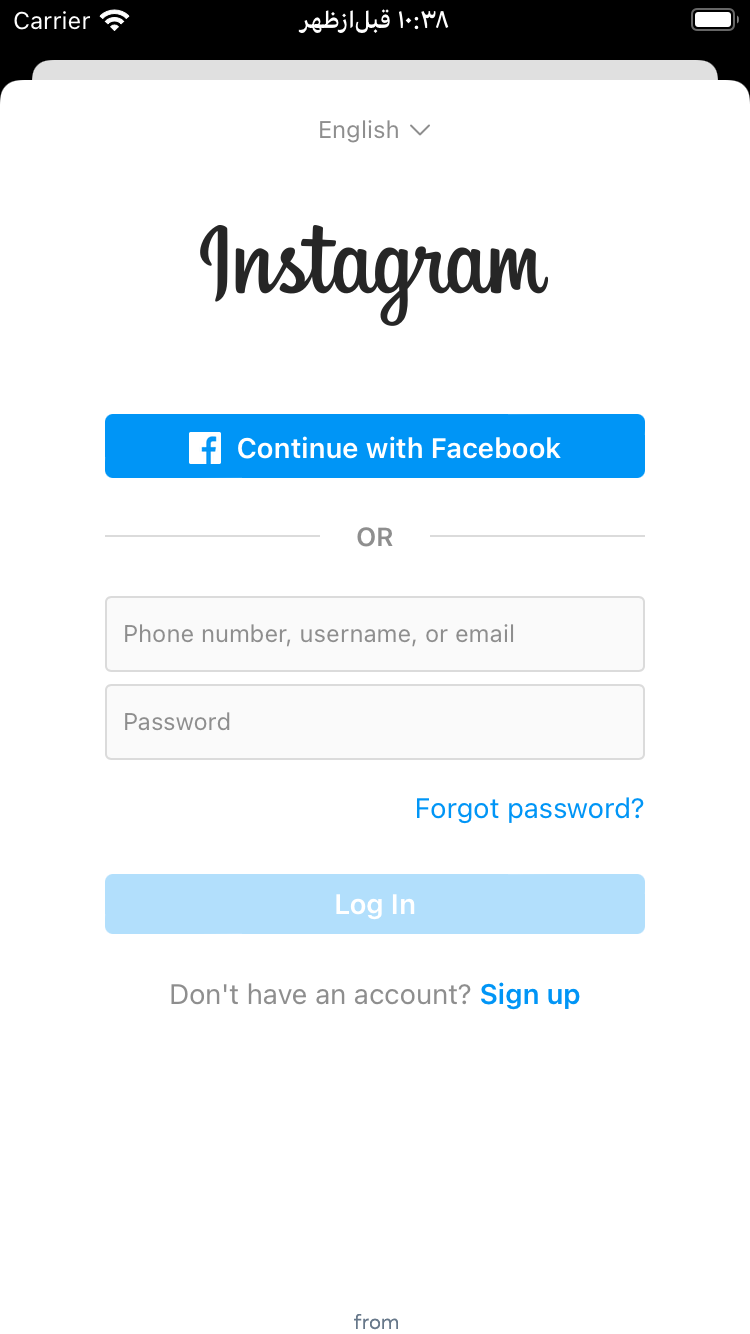 Carrier ۱۰:۳۸ قبل‌ازظهر
English
Instagram
Continue with Facebook
OR
Phone number, username, or email
Password
Forgot password?
Log In
Don't have an account? Sign up
from